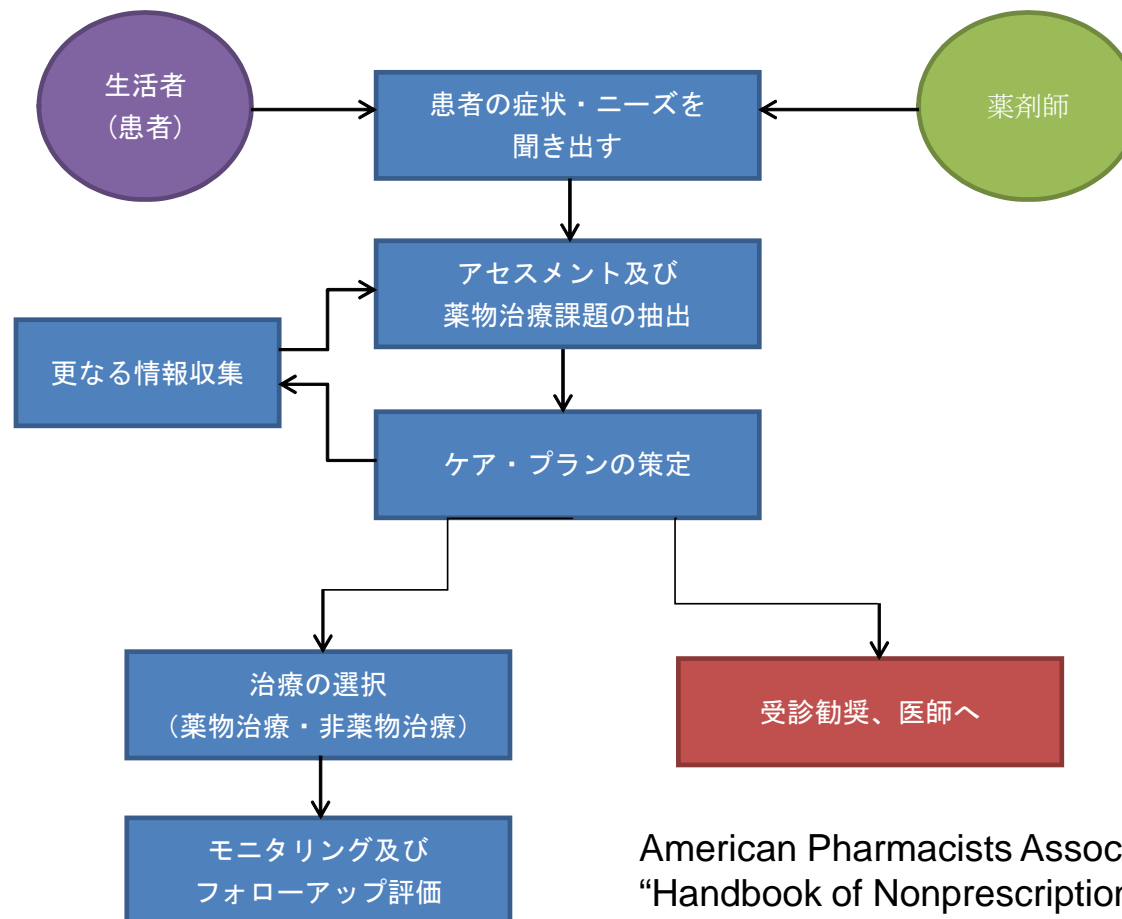 生活者
(患者)
患者の症状・ニーズを
聞き出す
薬剤師
アセスメント及び
薬物治療課題の抽出
更なる情報収集
ケア・プランの策定
治療の選択
(薬物治療・非薬物治療)
受診勧奨、医師へ
モニタリング及び
フォローアップ評価
American Pharmacists Assoc
“Handbook of Nonprescription